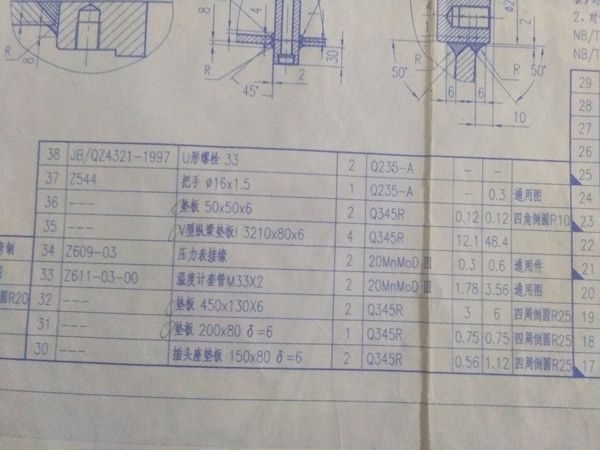 8
4
R
2
45°
30
ø2
2
R
R
50°
50°
6
6
10
8
R
2. 对
NB/T
NB/T
38 JB/QZ4321-1997 U形螺栓 33 2 Q235-A - -
37 Z544 把手 ø16x1.5 1 Q235-A - 0.3 通用图
36 --- 垫板 50x50x6 2 Q345R 0.12 0.12 四角倒圆R10
35 --- V型纵梁垫板I 3210x80x6 4 Q345R 12.1 48.4
34 Z609-03 压力表接缘 2 20MnMoD III 0.3 0.6 通用件
33 Z611-03-00 温度计套管M33X2 2 20MnMoD III 1.78 3.56 通用图
32 --- 垫板 450x130X6 2 Q345R 3 6 四周倒圆R25
31 --- 垫板 200x80 δ=6 1 Q345R 0.75 0.75 四周倒圆R25
30 --- 插头座垫板 150x80 δ=6 2 Q345R 0.56 1.12 四周倒圆R25
圆R20
29
28
27
26
25
24
23
22
21
20
19
18
17